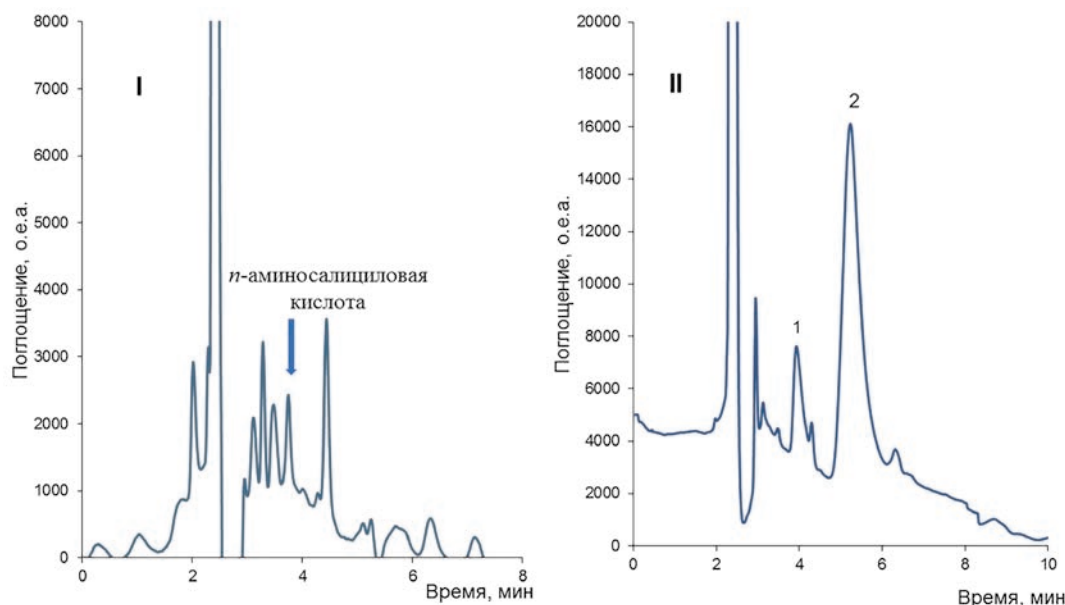 I
8000
7000
6000
5000
4000
3000
2000
1000
0
0 2 4 6 8
Поглощение, о.е.а.
n-аминосалициловая
кислота
Время, мин
II
20000
18000
16000
14000
12000
10000
8000
6000
4000
2000
0
0 2 4 6 8 10
Поглощение, о.е.а.
1
2
Время, мин